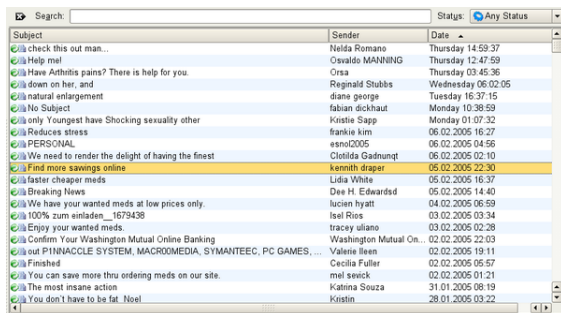 Search: Status: Any Status
Subject Sender Date
check this out man... Nelda Romano Thursday 14:59:37
Help me! Osvaldo MANNING Thursday 12:47:59
Have Arthritis pains? There is help for you. Orsa Thursday 03:45:36
down on her, and Reginald Stubbs Wednesday 06:02:05
natural enlargement diane george Tuesday 16:37:15
No Subject fabian dickhaut Monday 10:38:59
only Youngest have Shocking sexuality other Kristie Sapp Monday 01:07:32
Reduces stress frankie kim 06.02.2005 16:27
PERSONAL esnol2005 06.02.2005 04:56
We need to render the delight of having the finest Clotilda Gadnunqt 06.02.2005 02:10
Find more sawings online kennith draper 05.02.2005 22:30
faster cheaper meds Lidia White 05.02.2005 16:37
Breaking News Dee H. Edwardsd 05.02.2005 14:40
We have your wanted meds at low prices only. lucien hyatt 04.02.2005 06:59
100% zum einladen__1679438 Isel Rios 03.02.2005 03:34
Enjoy your wanted meds. tracey uliano 03.02.2005 02:28
Confirm Your Washington Mutual Online Banking Washington Mutual On... 02.02.2005 22:03
out P1NNACCLE SYSTEM, MACR00MEDIA, SYMANTEEC, PC GAMES, ... Valerie Ileen 02.02.2005 19:11
Finished Cecilia Fuller 02.02.2005 05:57
You can save more thru ordering meds on our site. mel sevick 02.02.2005 01:21
The most insane action Katrina Souza 31.01.2005 08:19
You don't have to be fat Noel Kristin 28.01.2005 03:22